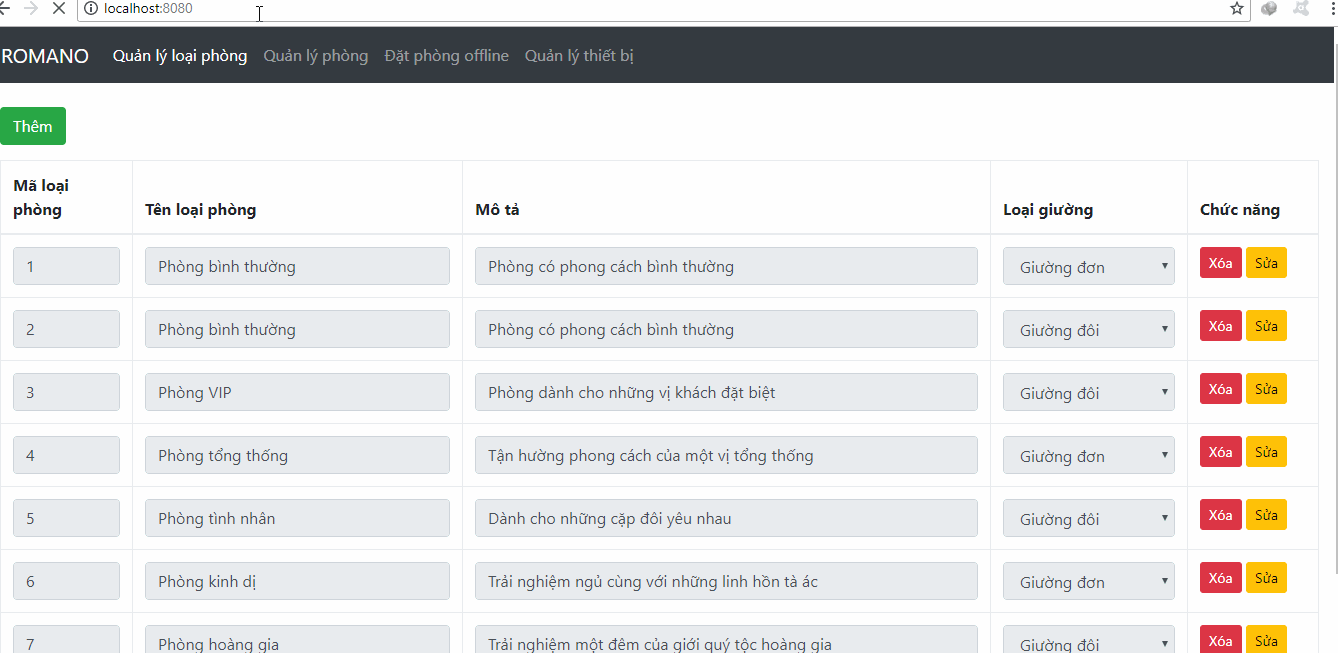 localhost:8080
ROMANO Quản lý loại phòng Quản lý phòng Đặt phòng offline Quản lý thiết bị
Thêm
Mã loại phòng Tên loại phòng Mô tả Loại giường Chức năng
1 Phòng bình thường Phòng có phong cách bình thường Giường đơn Xóa Sửa
2 Phòng bình thường Phòng có phong cách bình thường Giường đôi Xóa Sửa
3 Phòng VIP Phòng dành cho những vị khách đặt biệt Giường đôi Xóa Sửa
4 Phòng tổng thống Tận hường phong cách của một vị tổng thống Giường đơn Xóa Sửa
5 Phòng tình nhân Dành cho những cặp đôi yêu nhau Giường đôi Xóa Sửa
6 Phòng kinh dị Trải nghiệm ngủ cùng với những linh hồn tà ác Giường đơn Xóa Sửa
7 Phòng hoàng gia Trải nghiệm một đêm của giới quý tộc hoàng gia Giường đôi Xóa Sửa